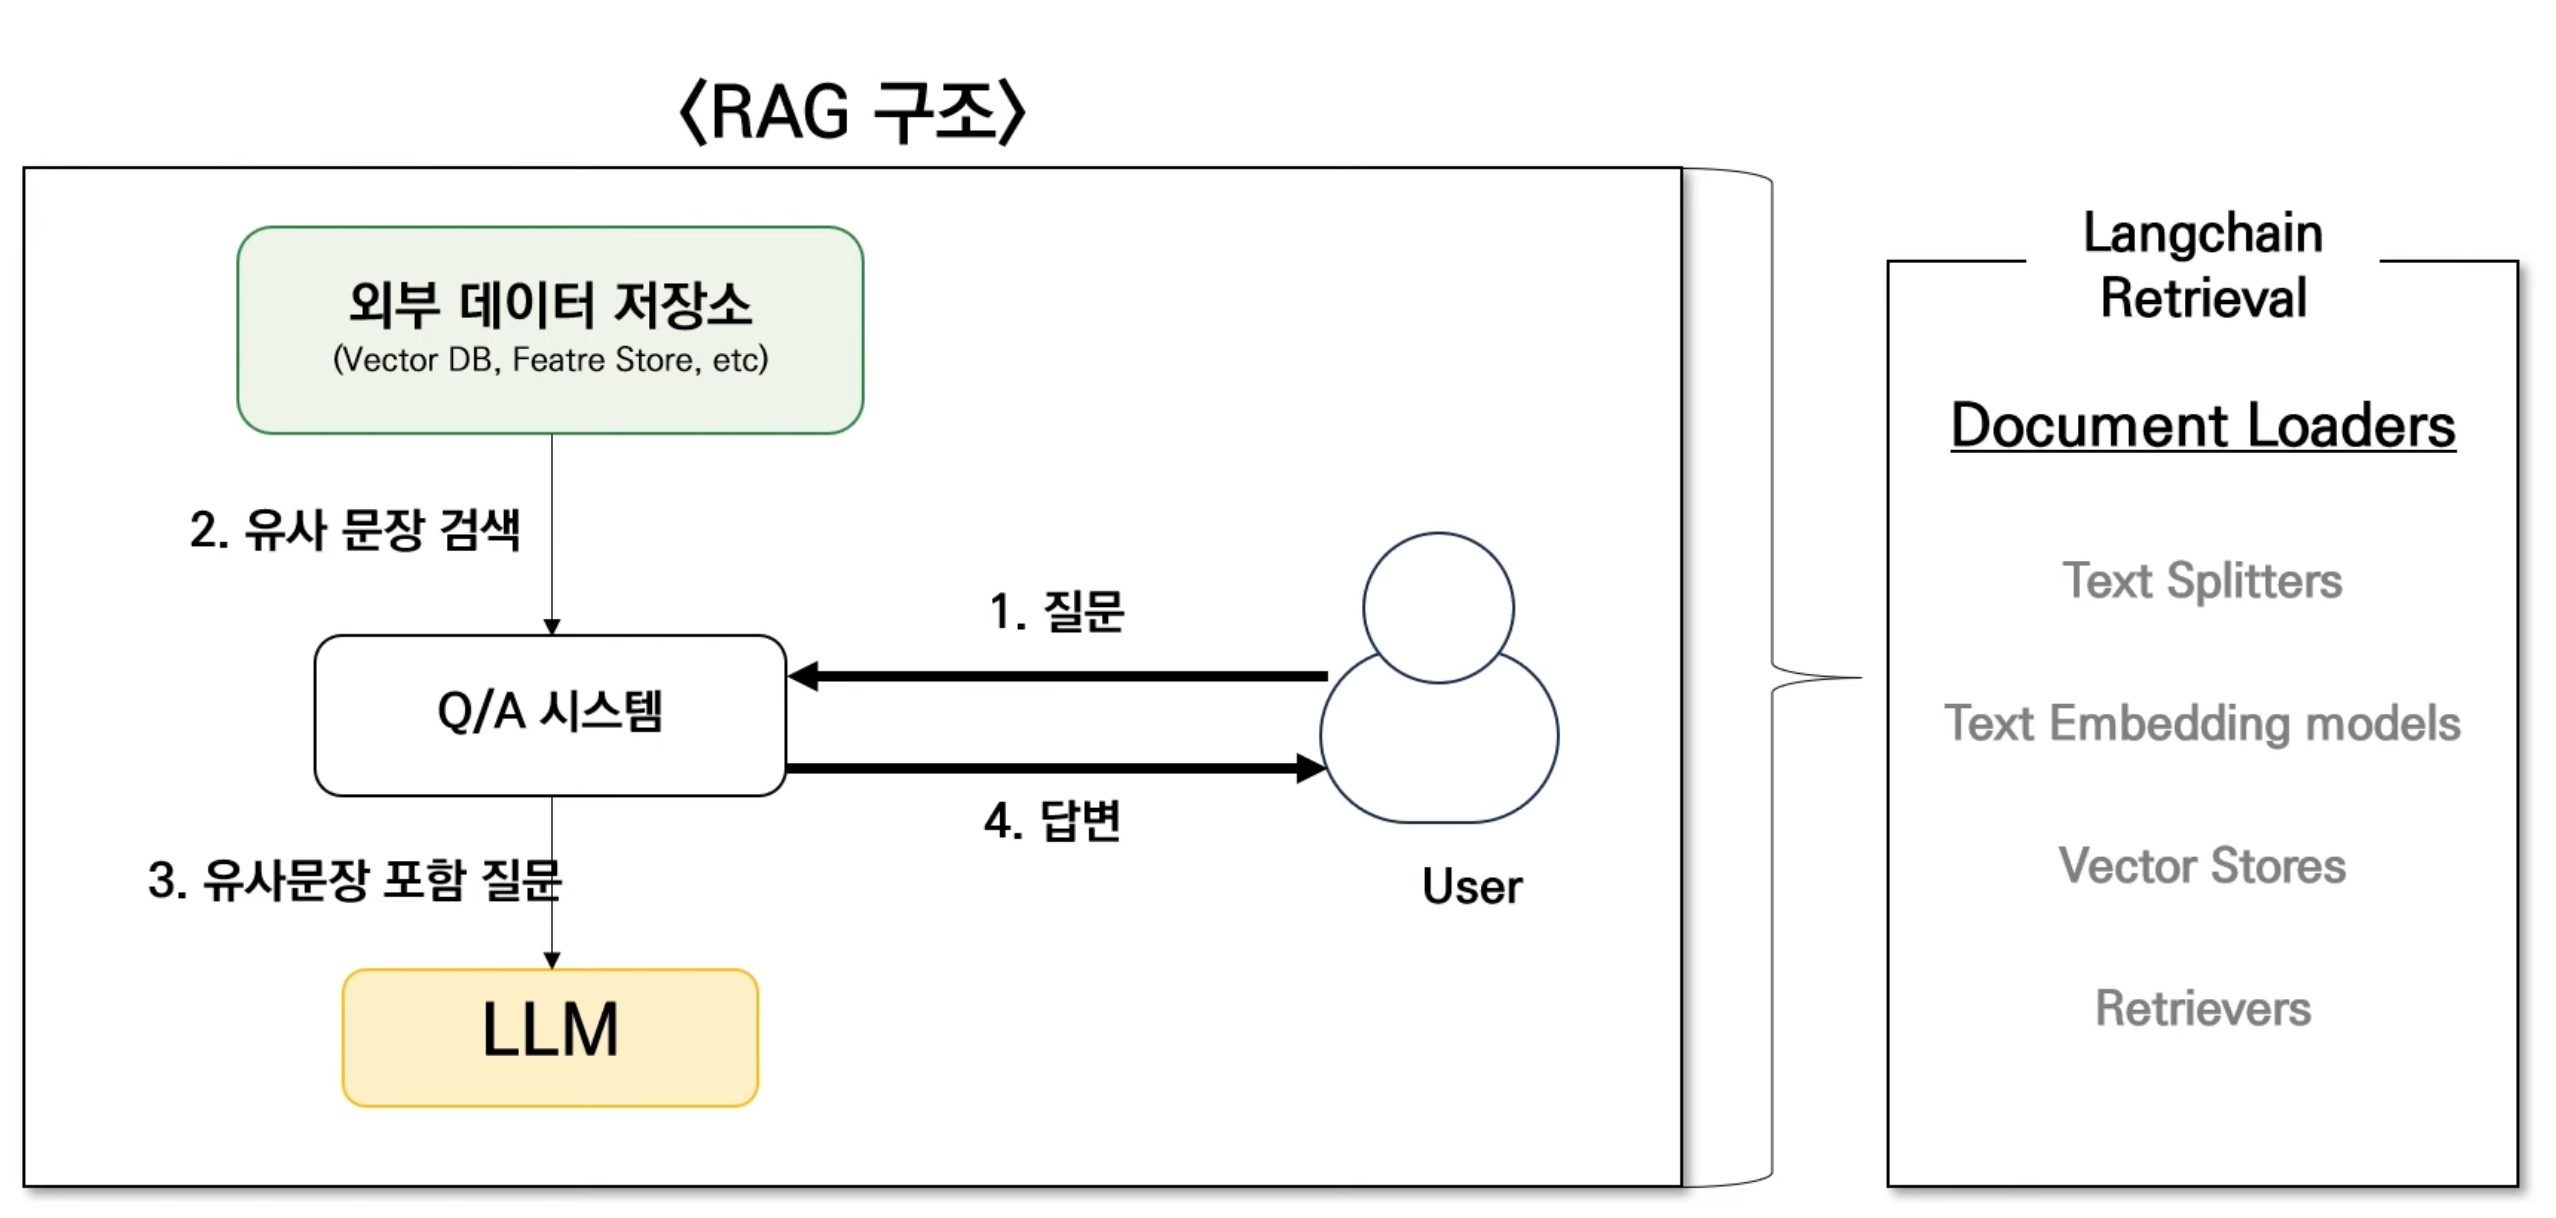 〈RAG 구조〉
외부 데이터 저장소
(Vector DB, Featre Store, etc)
2. 유사 문장 검색
1. 질문
Q/A 시스템
4. 답변
3. 유사문장 포함 질문
User
LLM
Langchain
Retrieval
Document Loaders
Text Splitters
Text Embedding models
Vector Stores
Retrievers